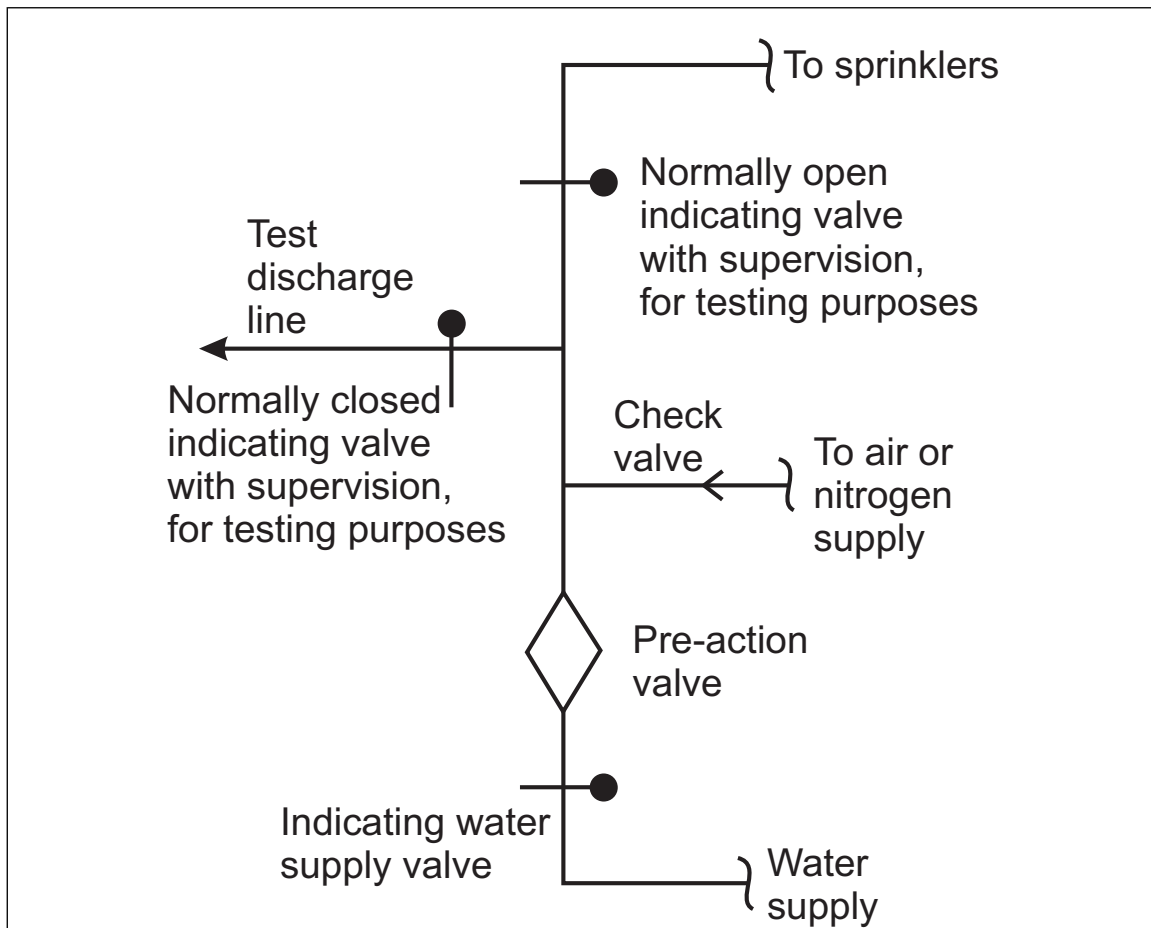 To sprinklers
Normally open
indicating valve
with supervision,
for testing purposes
Test
discharge
line
Normally closed
indicating valve
with supervision,
for testing purposes
Check
valve
To air or
nitrogen
supply
Pre-action
valve
Indicating water
supply valve
Water
supply